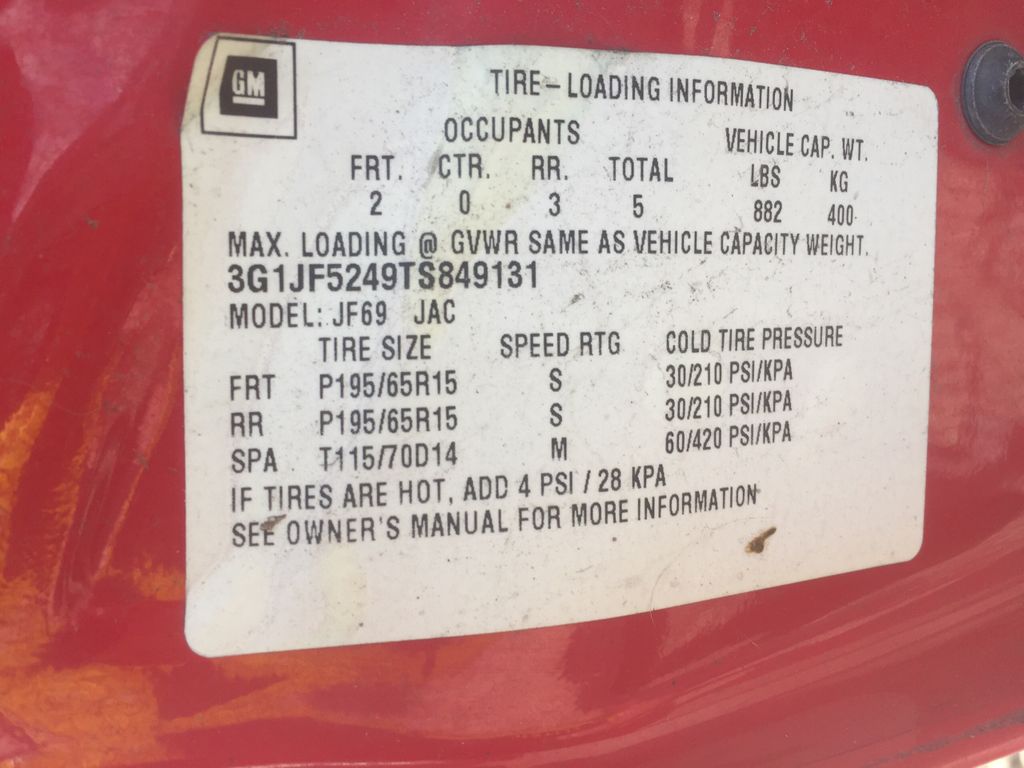 GM
TIRE-LOADING INFORMATION
OCCUPANTS VEHICLE CAP. WT.
FRT. CTR. RR. TOTAL LBS KG
2 0 3 5 882 400
MAX. LOADING @ GVWR SAME AS VEHICLE CAPACITY WEIGHT.
3G1JF5249TS849131
MODEL: JF69 JAC
TIRE SIZE SPEED RTG COLD TIRE PRESSURE
FRT P195/65R15 S 30/210 PSI/KPA
RR P195/65R15 S 30/210 PSI/KPA
SPA T115/70D14 M 60/420 PSI/KPA
IF TIRES ARE HOT, ADD 4 PSI / 28 KPA
SEE OWNER'S MANUAL FOR MORE INFORMATION